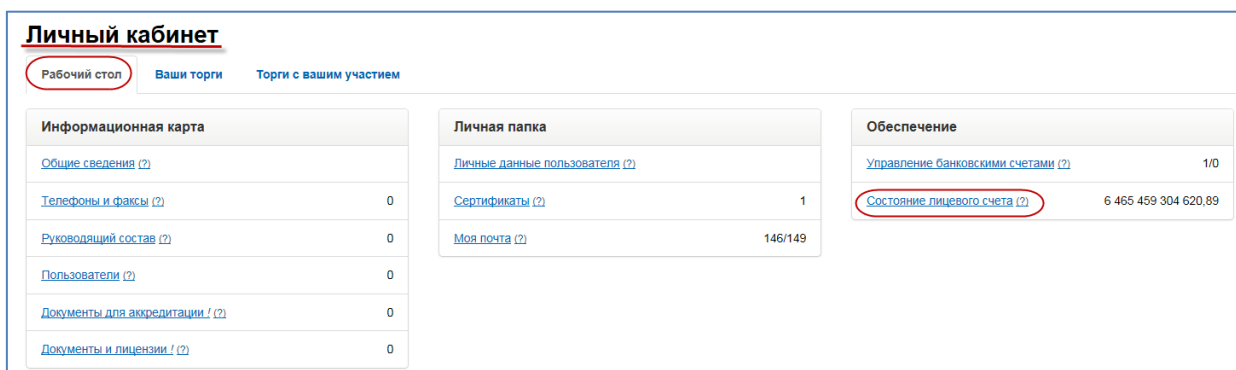 Личный кабинет
Рабочий стол Ваши торги Торги с вашим участием
Информационная карта
Общие сведения (?)
Телефоны и факсы (?) 0
Руководящий состав (?) 0
Пользователи (?) 0
Документы для аккредитации ! (?) 0
Документы и лицензии ! (?) 0
Личная папка
Личные данные пользователя (?)
Сертификаты (?) 1
Моя почта (?) 146/149
Обеспечение
Управление банковскими счетами (?) 1/0
Состояние лицевого счета (?) 6 465 459 304 620,89